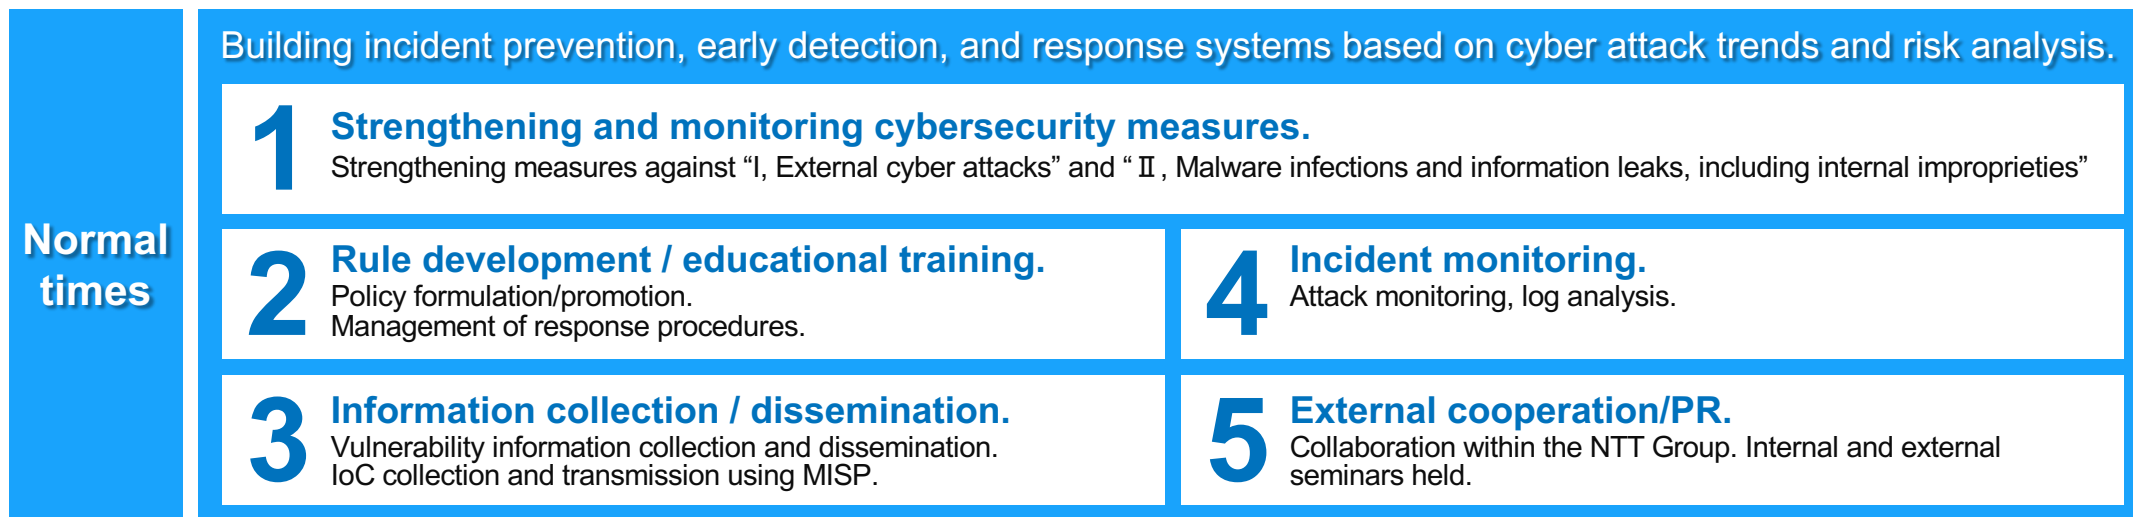 Normal
times
Building incident prevention, early detection, and response systems based on cyber attack trends and risk analysis.
1
Strengthening and monitoring cybersecurity measures.
Strengthening measures against “I, External cyber attacks” and “Ⅱ, Malware infections and information leaks, including internal improprieties”
2
Rule development / educational training.
Policy formulation/promotion.
Management of response procedures.
3
Information collection / dissemination.
Vulnerability information collection and dissemination.
IoC collection and transmission using MISP.
4
Incident monitoring.
Attack monitoring, log analysis.
5
External cooperation/PR.
Collaboration within the NTT Group. Internal and external
seminars held.